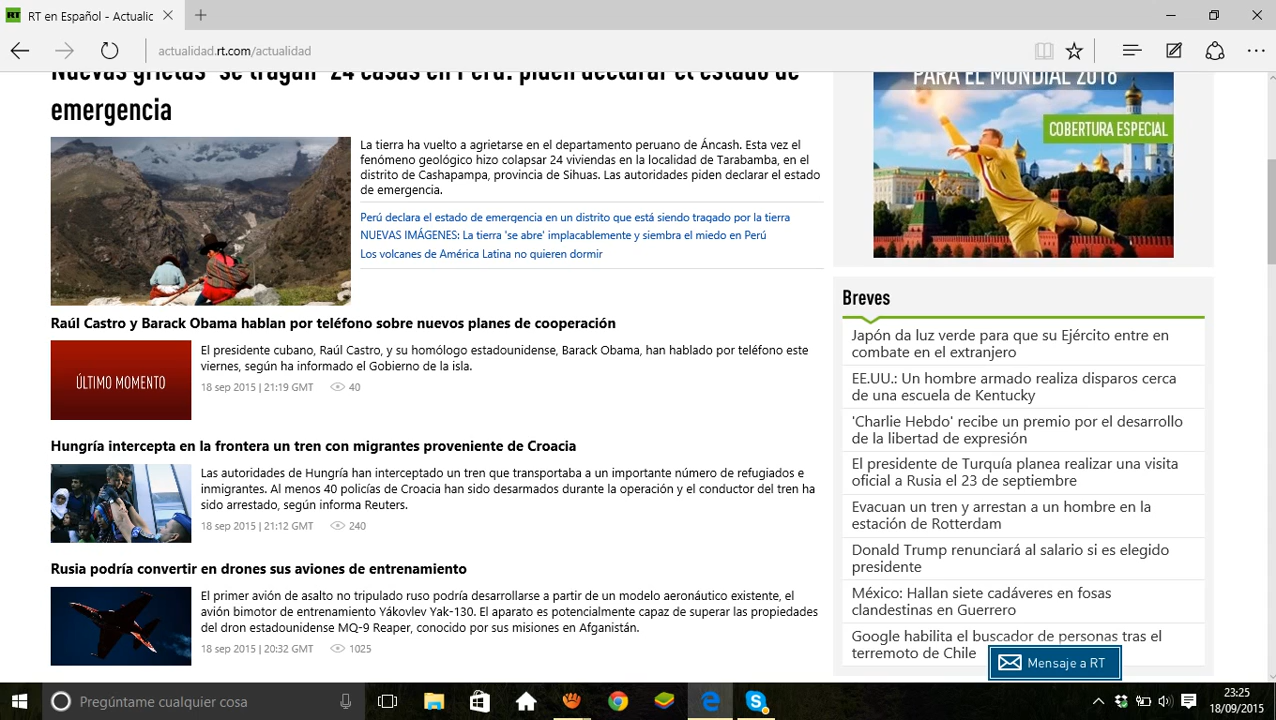 RT en Español - Actualic
actualidad.rt.com/actualidad
Nuevas grietas 'se tragan' 24 casas en Perú: piden declarar el estado de
emergencia
La tierra ha vuelto a agrietarse en el departamento peruano de Áncash. Esta vez el
fenómeno geológico hizo colapsar 24 viviendas en la localidad de Tarabamba, en el
distrito de Cashapampa, provincia de Sihuas. Las autoridades piden declarar el estado
de emergencia.
Perú declara el estado de emergencia en un distrito que está siendo tragado por la tierra
NUEVAS IMÁGENES: La tierra 'se abre' implacablemente y siembra el miedo en Perú
Los volcanes de América Latina no quieren dormir
Raúl Castro y Barack Obama hablan por teléfono sobre nuevos planes de cooperación
ÚLTIMO MOMENTO
El presidente cubano, Raúl Castro, y su homólogo estadounidense, Barack Obama, han hablado por teléfono este
viernes, según ha informado el Gobierno de la isla.
18 sep 2015 | 21:19 GMT 40
Hungría intercepta en la frontera un tren con migrantes proveniente de Croacia
Las autoridades de Hungría han interceptado un tren que transportaba a un importante número de refugiados e
inmigrantes. Al menos 40 policías de Croacia han sido desarmados durante la operación y el conductor del tren ha
sido arrestado, según informa Reuters.
18 sep 2015 | 21:12 GMT 240
Rusia podría convertir en drones sus aviones de entrenamiento
El primer avión de asalto no tripulado ruso podría desarrollarse a partir de un modelo aeronáutico existente, el
avión bimotor de entrenamiento Yákovlev Yak-130. El aparato es potencialmente capaz de superar las propiedades
del dron estadounidense MQ-9 Reaper, conocido por sus misiones en Afganistán.
18 sep 2015 | 20:32 GMT 1025
PARA EL MUNDIAL 2018
COBERTURA ESPECIAL
Breves
Japón da luz verde para que su Ejército entre en
combate en el extranjero
EE.UU.: Un hombre armado realiza disparos cerca
de una escuela de Kentucky
'Charlie Hebdo' recibe un premio por el desarrollo
de la libertad de expresión
El presidente de Turquía planea realizar una visita
oficial a Rusia el 23 de septiembre
Evacuan un tren y arrestan a un hombre en la
estación de Rotterdam
Donald Trump renunciará al salario si es elegido
presidente
México: Hallan siete cadáveres en fosas
clandestinas en Guerrero
Google habilita el buscador de personas tras el
terremoto de Chile
Mensaje a RT
Pregúntame cualquier cosa
23:25
18/09/2015